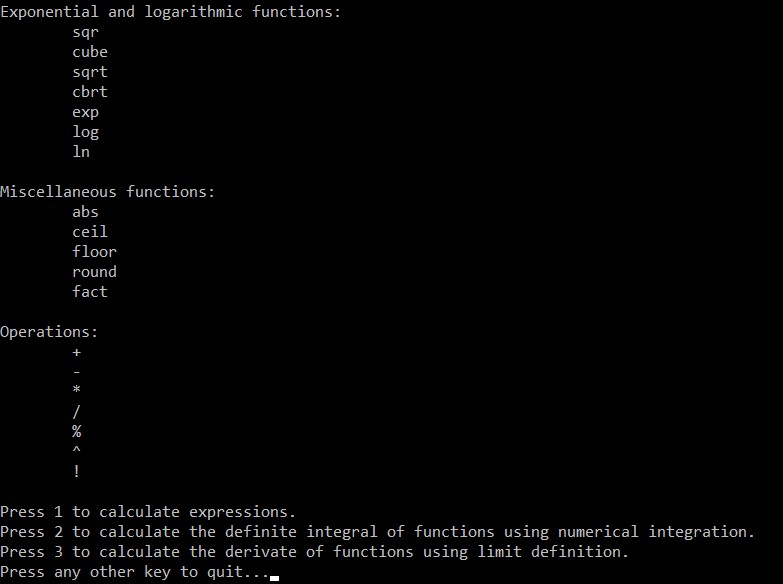 Exponential and logarithmic functions:
sqr
cube
sqrt
cbrt
exp
log
ln
Miscellaneous functions:
abs
ceil
floor
round
fact
Operations:
+
-
*
/
%
^
!
Press 1 to calculate expressions.
Press 2 to calculate the definite integral of functions using numerical integration.
Press 3 to calculate the derivate of functions using limit definition.
Press any other key to quit...